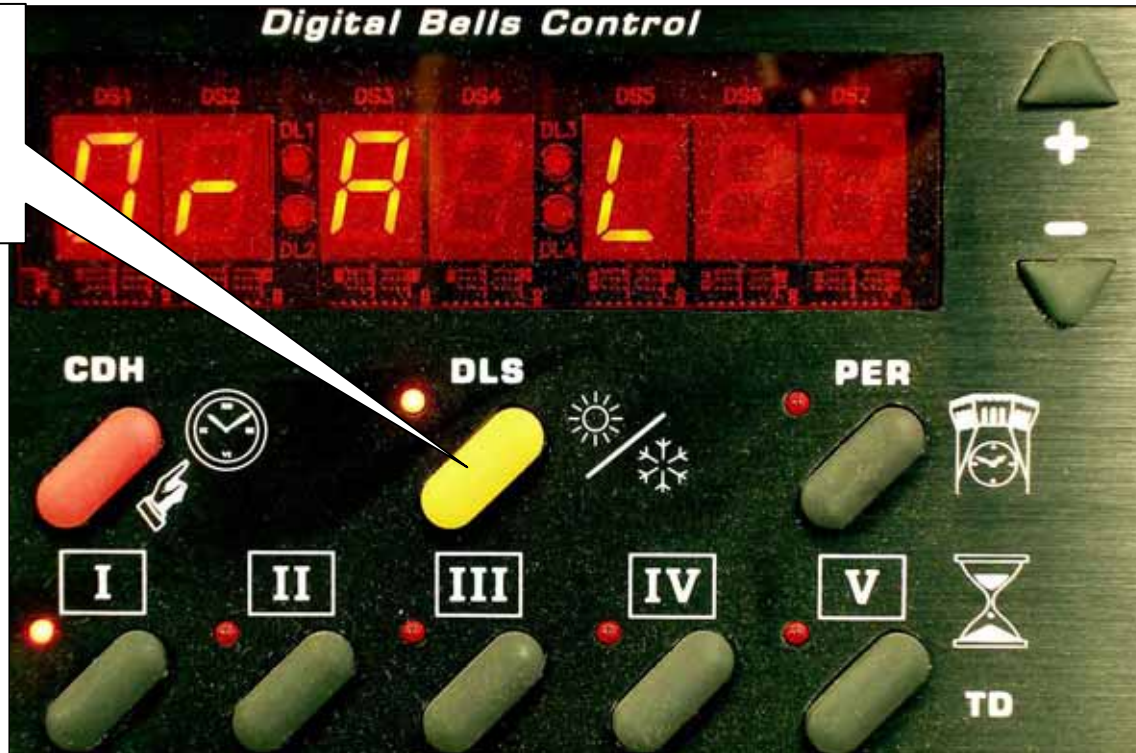 Digital Bells Control
DS1 DS2 DS3 DS4 DS5 DS6 DS7
DL1 DL3
OrA L
DL2 DL4
+
-
CDH DLS PER
I II III IV V
TD